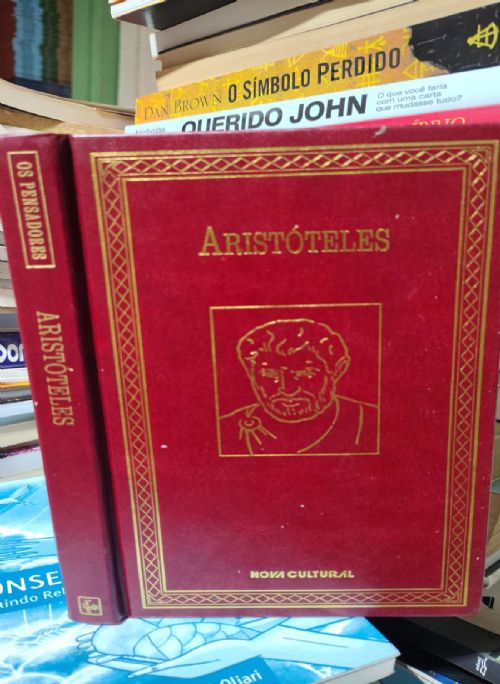 DAN BROWN O SÍMBOLO PERDIDO
Nicholas QUERIDO JOHN
O que você faria
com uma carta
que mudasse tudo?
OS PENSADORES
ARISTÓTELES
ARISTÓTELES
NOVA CULTURAL
Oliari